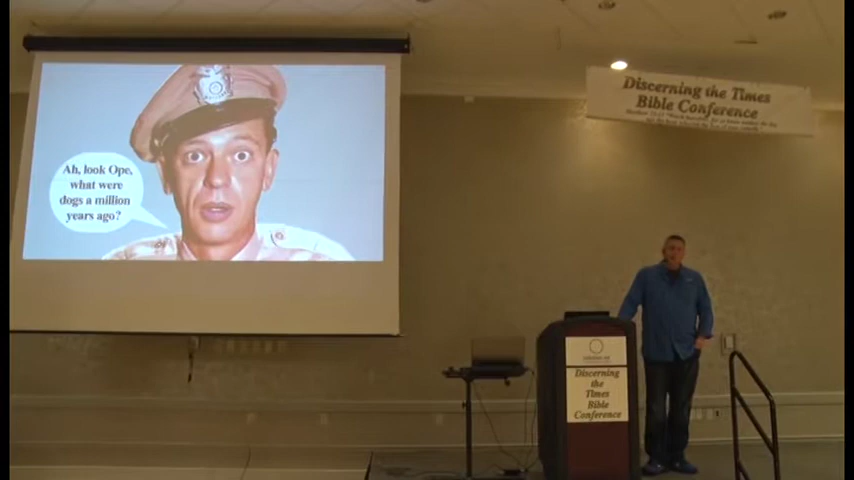 Ah, look Ope,
what were
dogs a million
years ago?
Discerning the Times
Bible Conference
Discerning
the
Times
Bible
Conference